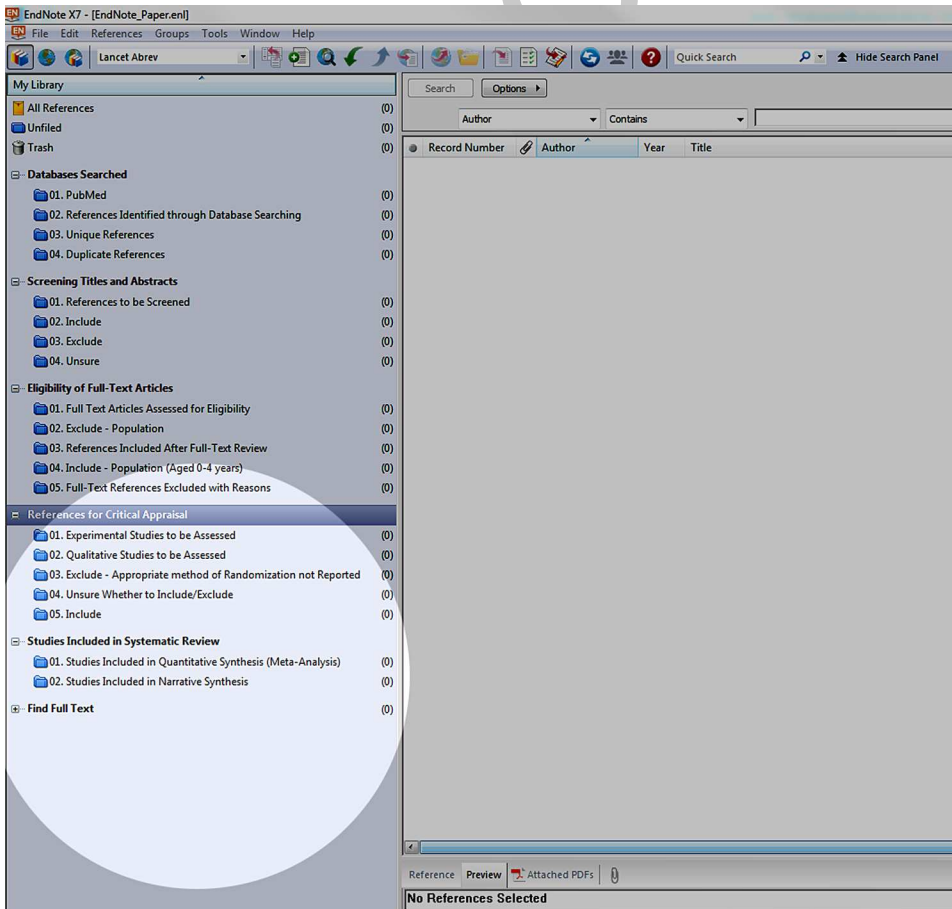 EndNote X7 - [EndNote_Paper.enl]
File Edit References Groups Tools Window Help
Lancet Abrev Quick Search Hide Search Panel
My Library
All References (0)
Unfiled (0)
Trash (0)
Databases Searched
01. PubMed (0)
02. References Identified through Database Searching (0)
03. Unique References (0)
04. Duplicate References (0)
Screening Titles and Abstracts
01. References to be Screened (0)
02. Include (0)
03. Exclude (0)
04. Unsure (0)
Eligibility of Full-Text Articles
01. Full Text Articles Assessed for Eligibility (0)
02. Exclude - Population (0)
03. References Included After Full-Text Review (0)
04. Include - Population (Aged 0-4 years) (0)
05. Full-Text References Excluded with Reasons (0)
References for Critical Appraisal
01. Experimental Studies to be Assessed (0)
02. Qualitative Studies to be Assessed (0)
03. Exclude - Appropriate method of Randomization not Reported (0)
04. Unsure Whether to Include/Exclude (0)
05. Include (0)
Studies Included in Systematic Review
01. Studies Included in Quantitative Synthesis (Meta-Analysis) (0)
02. Studies Included in Narrative Synthesis (0)
Find Full Text (0)
Search Options
Author Contains
Record Number Author Year Title
Reference Preview Attached PDFs
No References Selected